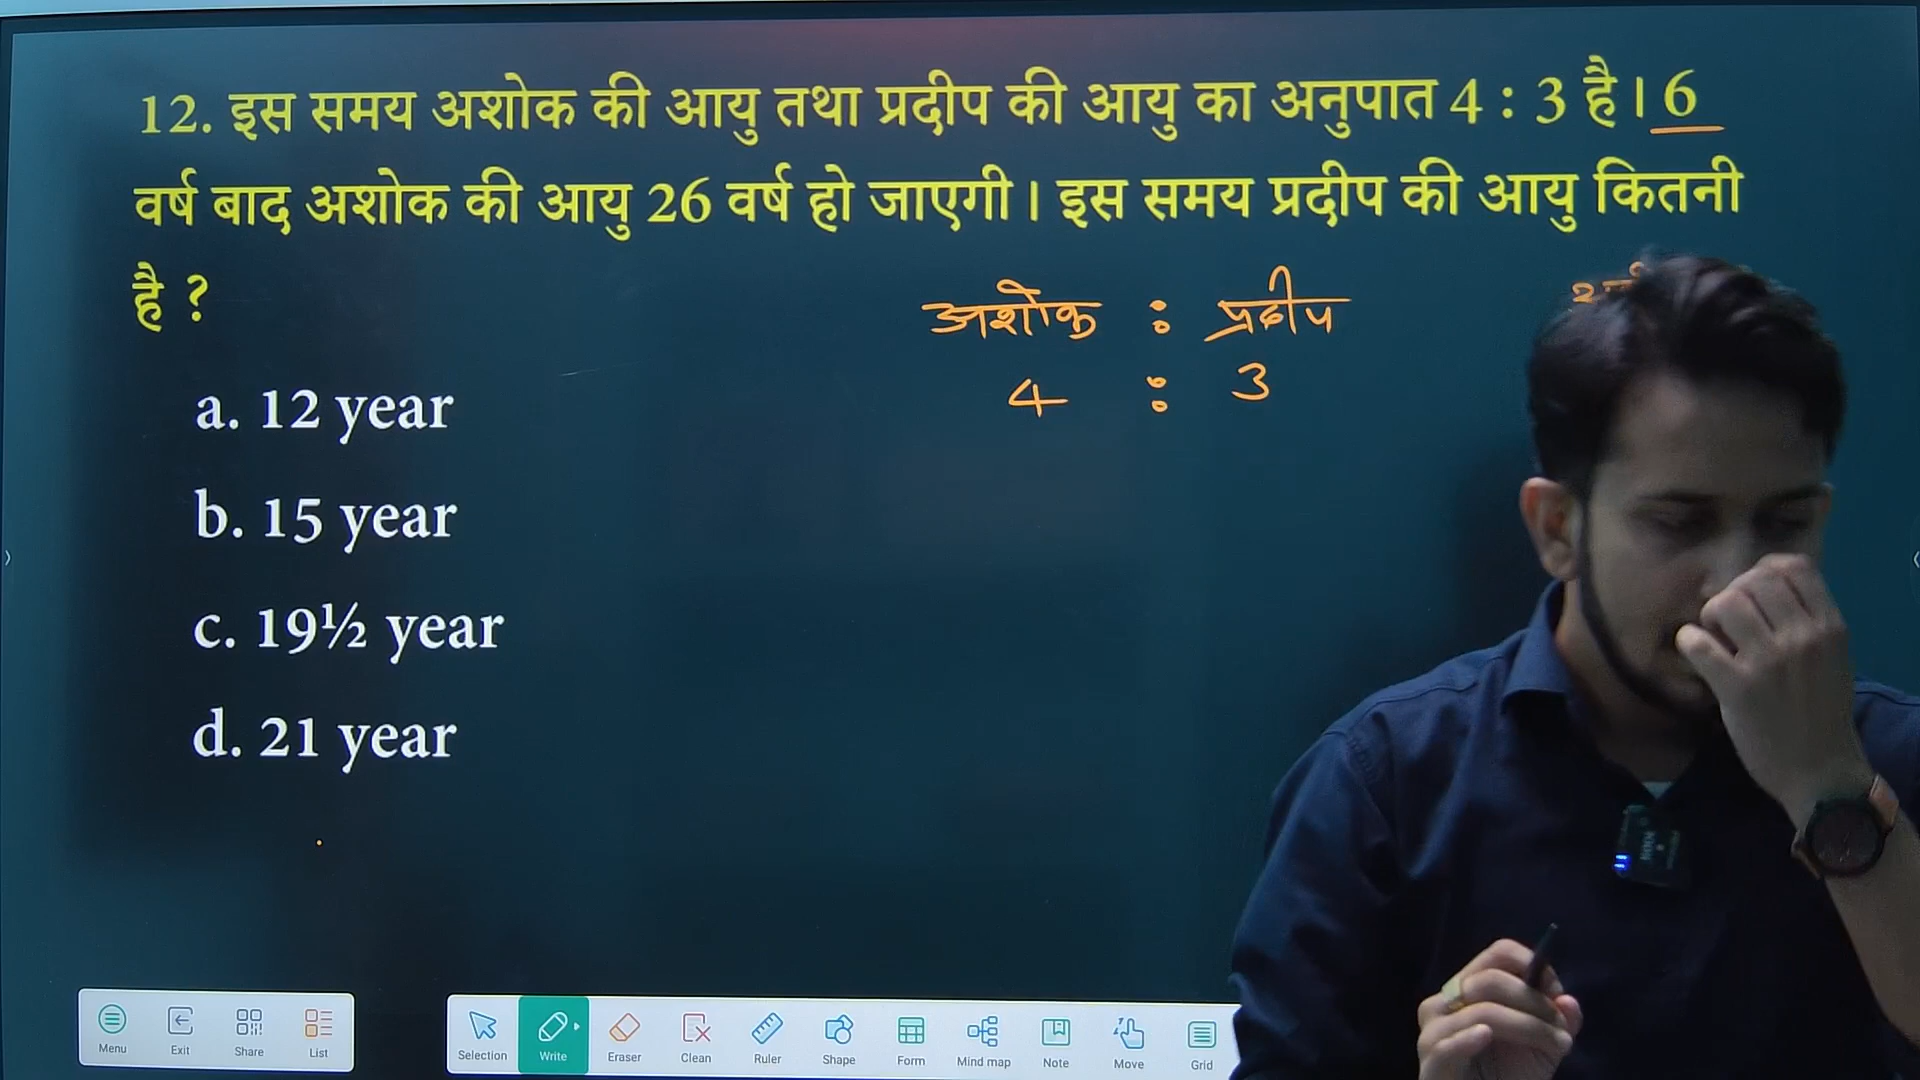 12. इस समय अशोक की आयु तथा प्रदीप की आयु का अनुपात 4 : 3 है। 6
वर्ष बाद अशोक की आयु 26 वर्ष हो जाएगी। इस समय प्रदीप की आयु कितनी
है ?
अशोक : प्रदीप
4 : 3
a. 12 year
b. 15 year
c. 19½ year
d. 21 year
Menu Exit Share List
Selection Write Eraser Clean Ruler Shape Form Mind map Note Move Grid